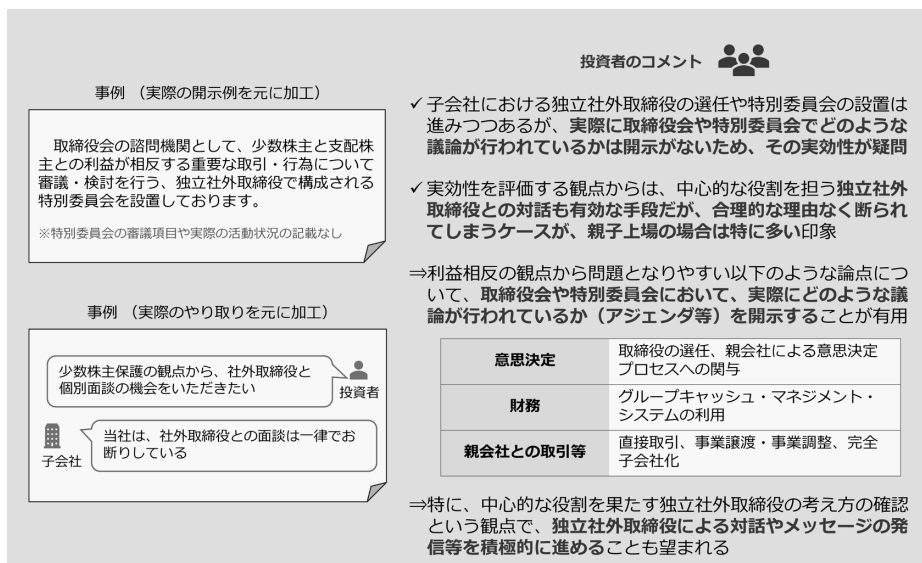 事例 （実際の開示例を元に加工）
取締役会の諮問機関として、少数株主と支配株
主との利益が相反する重要な取引・行為について
審議・検討を行う、独立社外取締役で構成される
特別委員会を設置しております。
※特別委員会の審議項目や実際の活動状況の記載なし
事例 （実際のやり取りを元に加工）
少数株主保護の観点から、社外取締役と
個別面談の機会をいただきたい
投資者
当社は、社外取締役との面談は一律でお
断りしている
子会社
投資者のコメント
✓子会社における独立社外取締役の選任や特別委員会の設置は
進みつつあるが、実際に取締役会や特別委員会でどのような
議論が行われているかは開示がないため、その実効性が疑問
✓実効性を評価する観点からは、中心的な役割を担う独立社外
取締役との対話も有効な手段だが、合理的な理由なく断られ
てしまうケースが、親子上場の場合は特に多い印象
⇒利益相反の観点から問題となりやすい以下のような論点につ
いて、取締役会や特別委員会において、実際にどのような議
論が行われているか（アジェンダ等）を開示することが有用
意思決定
取締役の選任、親会社による意思決定
プロセスへの関与
財務
グループキャッシュ・マネジメント・
システムの利用
親会社との取引等
直接取引、事業譲渡・事業調整、完全
子会社化
⇒特に、中心的な役割を果たす独立社外取締役の考え方の確認
という観点で、独立社外取締役による対話やメッセージの発
信等を積極的に進めることも望まれる